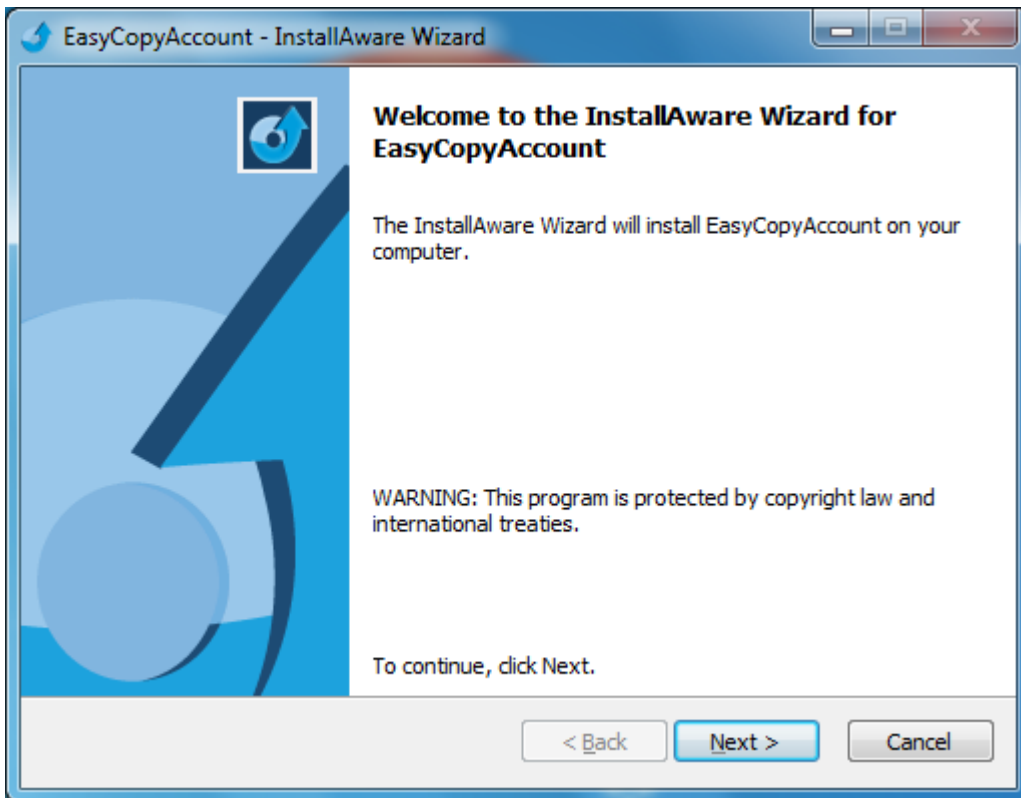 EasyCopyAccount - InstallAware Wizard
Welcome to the InstallAware Wizard for
EasyCopyAccount
The InstallAware Wizard will install EasyCopyAccount on your
computer.
WARNING: This program is protected by copyright law and
international treaties.
To continue, click Next.
< Back
Next >
Cancel